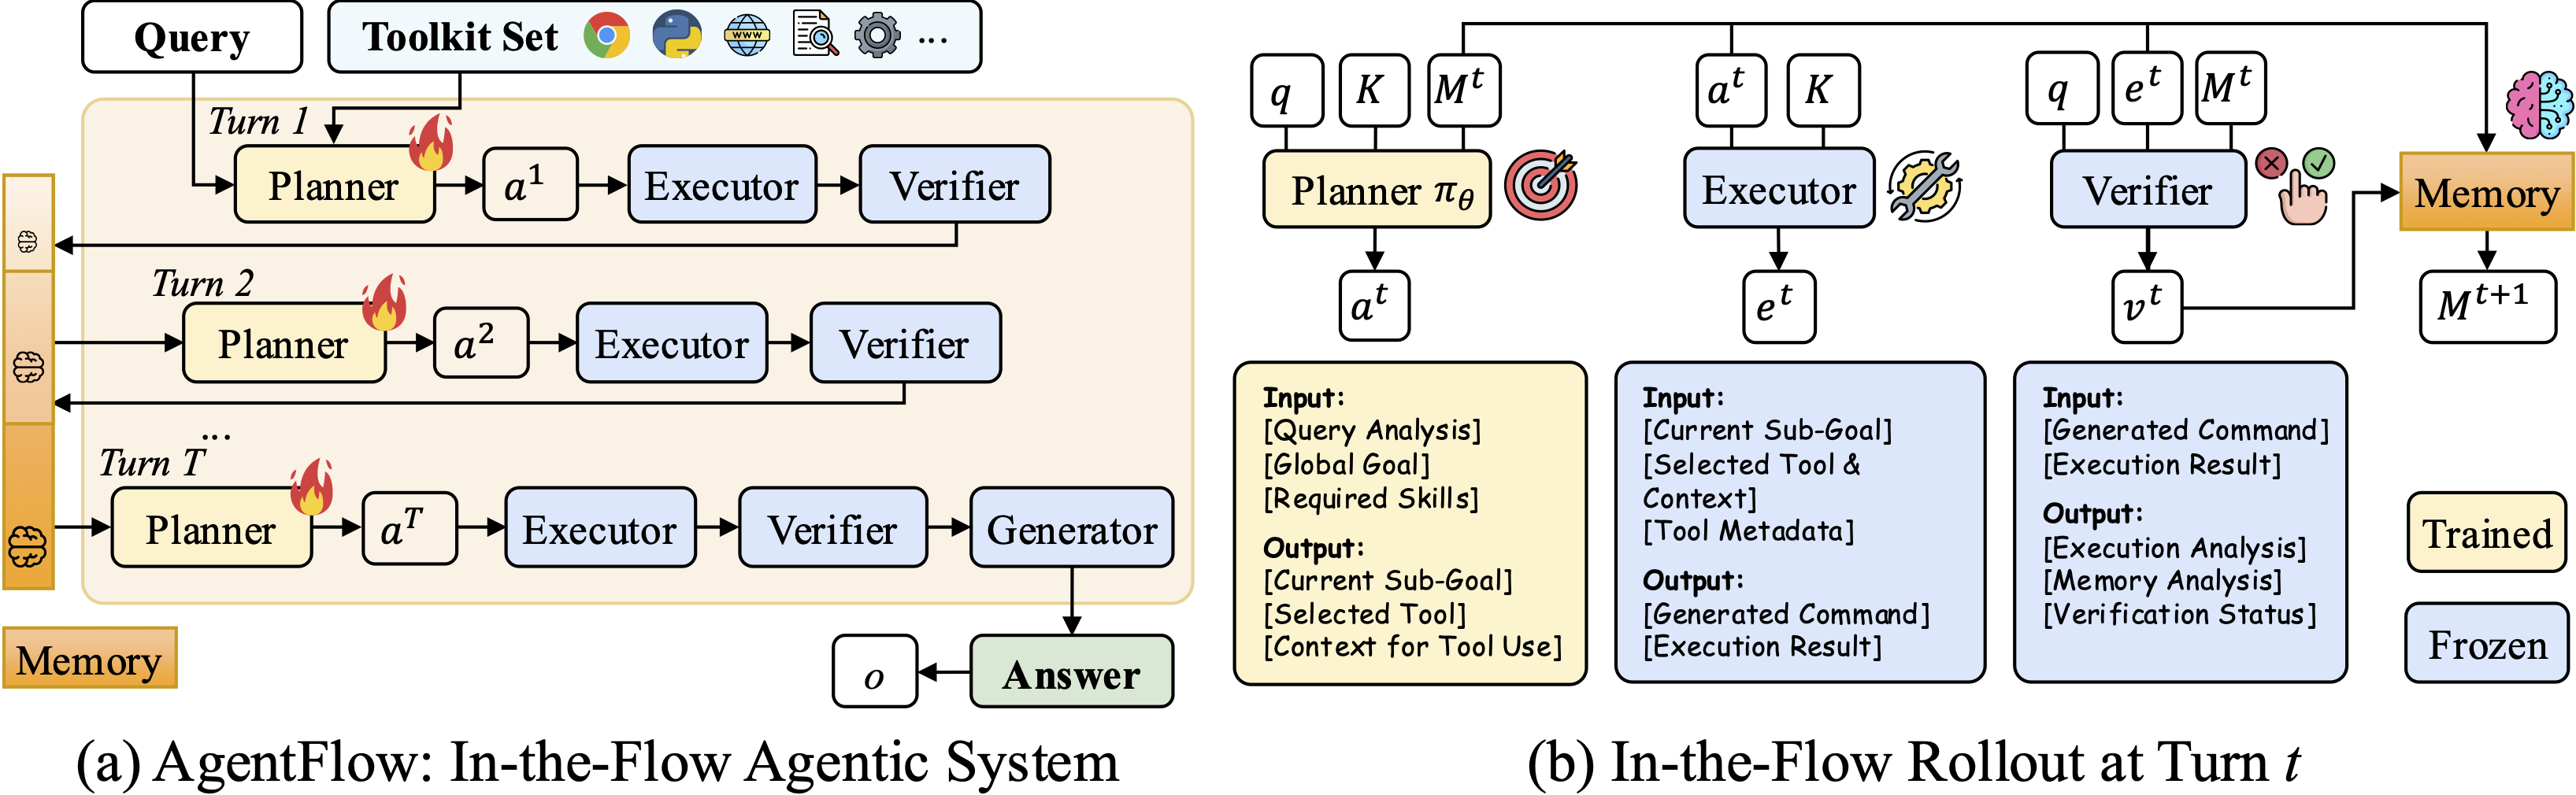 Query
Toolkit Set
WWW
...
Turn 1
Planner
a^1
Executor
Verifier
Turn 2
Planner
a^2
Executor
Verifier
...
Turn T
Planner
a^T
Executor
Verifier
Generator
Memory
o
Answer
(a) AgentFlow: In-the-Flow Agentic System
q
K
M^t
a^t
K
q
e^t
M^t
Planner π_θ
Executor
Verifier
Memory
a^t
e^t
v^t
M^{t+1}
Input:
[Query Analysis]
[Global Goal]
[Required Skills]
Output:
[Current Sub-Goal]
[Selected Tool]
[Context for Tool Use]
Input:
[Current Sub-Goal]
[Selected Tool &
Context]
[Tool Metadata]
Output:
[Generated Command]
[Execution Result]
Input:
[Generated Command]
[Execution Result]
Output:
[Execution Analysis]
[Memory Analysis]
[Verification Status]
Trained
Frozen
(b) In-the-Flow Rollout at Turn t